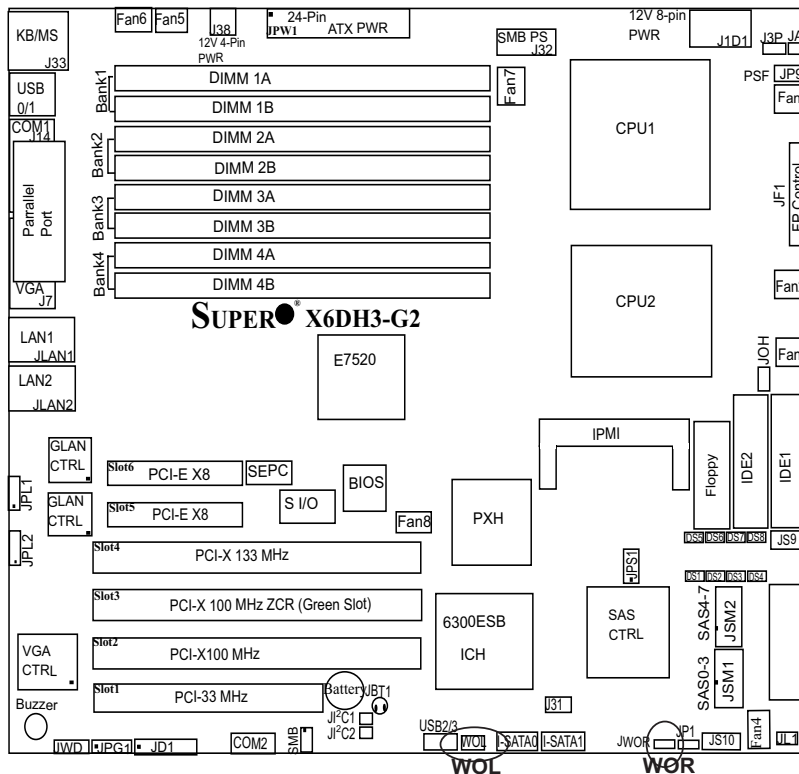 Fan6
Fan5
J38
12V 4-Pin
PWR
24-Pin
JPW1 ATX PWR
12V 8-pin
PWR
J1D1
J3P
SMB PS
J32
KB/MS
J33
Fan7
PSF
JP9
USB
0/1
COM1
J14
Parrallel
Port
VGA
J7
Bank1
DIMM 1A
DIMM 1B
Bank2
DIMM 2A
DIMM 2B
Bank3
DIMM 3A
DIMM 3B
Bank4
DIMM 4A
DIMM 4B
CPU1
CPU2
JF1
FP Control
SUPER® X6DH3-G2
LAN1
JLAN1
LAN2
JLAN2
E7520
JOH
IPMI
Floppy
IDE2
IDE1
GLAN
CTRL
JPL1
GLAN
CTRL
JPL2
Slot6
PCI-E X8
SEPC
Slot5
PCI-E X8
S I/O
BIOS
Fan8
PXH
DS5 DS6 DS7 DS8
JS9
Slot4
PCI-X 133 MHz
JPS1
DS1 DS2 DS3 DS4
Slot3
PCI-X 100 MHz ZCR (Green Slot)
6300ESB
ICH
SAS
CTRL
SAS4-7
JSM2
SAS0-3
JSM1
Slot2
PCI-X100 MHz
VGA
CTRL
Slot1
PCI-33 MHz
Battery
JBT1
Buzzer
JI²C1
JI²C2
J31
JWD
JPG1
JD1
COM2
SMB
USB2/3
WOL
I-SATA0
I-SATA1
JWOR
JP1
JS10
Fan4
JL1
WOL
WOR